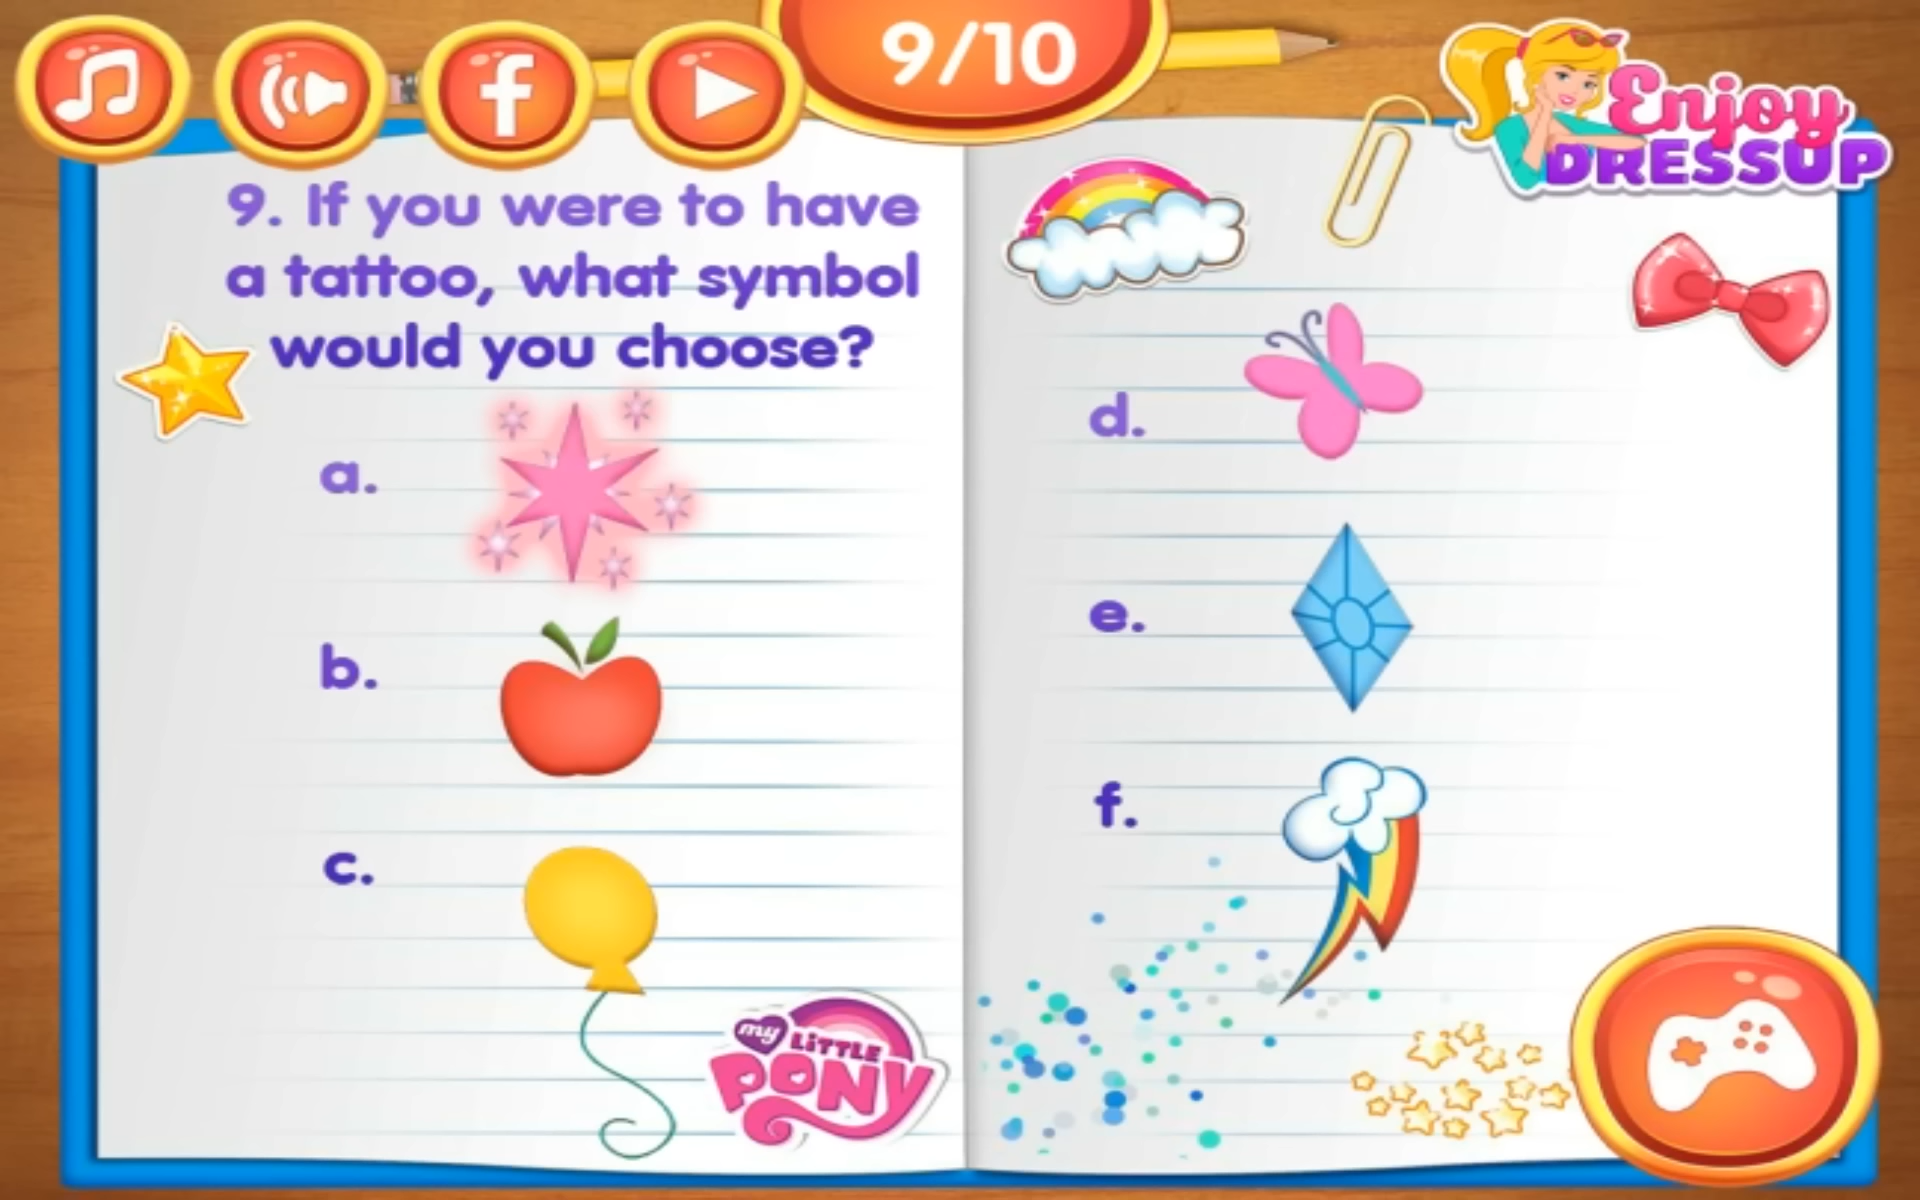 9/10
Enjoy
DRESSUP
9. If you were to have
a tattoo, what symbol
would you choose?
a.
b.
c.
my LiTTLE
PONY
d.
e.
f.